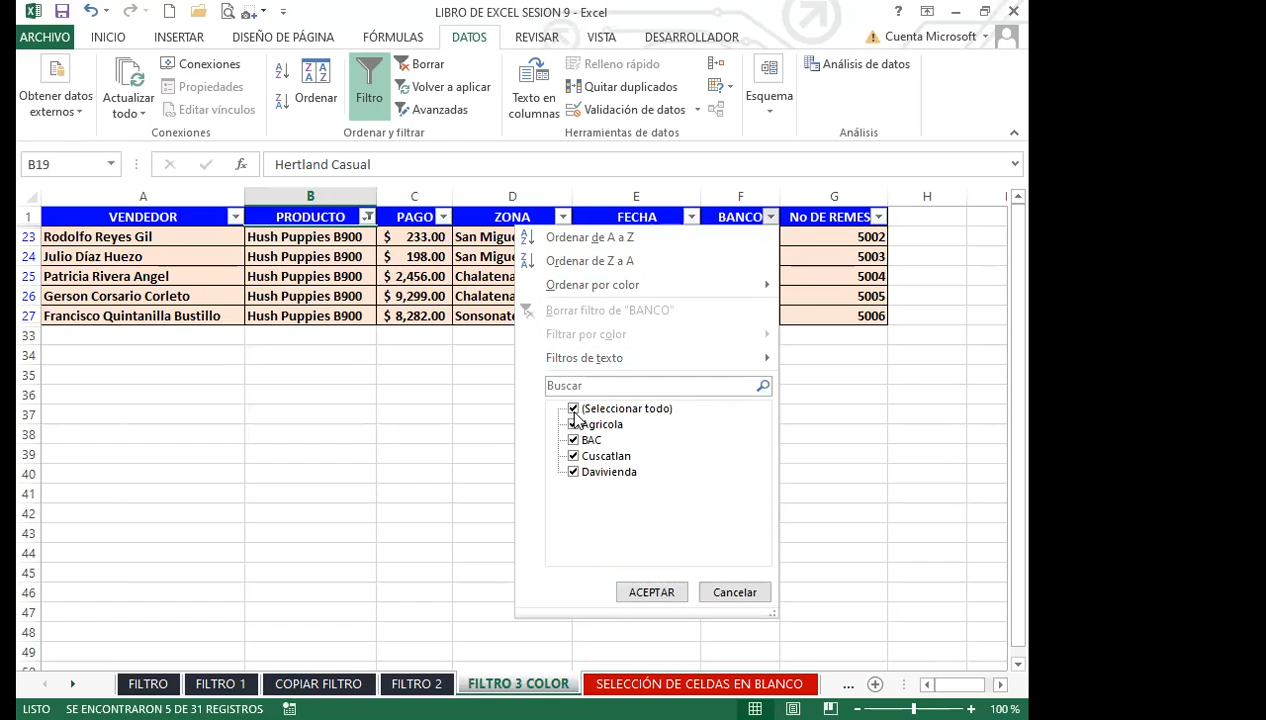 LIBRO DE EXCEL SESION 9 - Excel
ARCHIVO INICIO INSERTAR DISEÑO DE PÁGINA FÓRMULAS DATOS REVISAR VISTA DESARROLLADOR Cuenta Microsoft
Obtener datos externos
Actualizar todo
Conexiones
Propiedades
Editar vínculos
Conexiones
Ordenar
Filtro
Borrar
Volver a aplicar
Avanzadas
Ordenar y filtrar
Texto en columnas
Relleno rápido
Quitar duplicados
Validación de datos
Herramientas de datos
Esquema
Análisis de datos
Análisis
B19 fx Hertland Casual
A B C D E F G H I
1 VENDEDOR PRODUCTO PAGO ZONA FECHA BANCO No DE REMES
23 Rodolfo Reyes Gil Hush Puppies B900 $ 233.00 San Migue 5002
24 Julio Díaz Huezo Hush Puppies B900 $ 198.00 San Migue 5003
25 Patricia Rivera Angel Hush Puppies B900 $ 2,456.00 Chalatena 5004
26 Gerson Corsario Corleto Hush Puppies B900 $ 9,299.00 Chalatena 5005
27 Francisco Quintanilla Bustillo Hush Puppies B900 $ 8,282.00 Sonsonate 5006
33
34
35
36
37
38
39
40
41
42
43
44
45
46
47
48
49
Ordenar de A a Z
Ordenar de Z a A
Ordenar por color
Borrar filtro de "BANCO"
Filtrar por color
Filtros de texto
Buscar
(Seleccionar todo)
Agricola
BAC
Cuscatlan
Davivienda
ACEPTAR Cancelar
FILTRO FILTRO 1 COPIAR FILTRO FILTRO 2 FILTRO 3 COLOR SELECCIÓN DE CELDAS EN BLANCO ...
LISTO SE ENCONTRARON 5 DE 31 REGISTROS 100 %